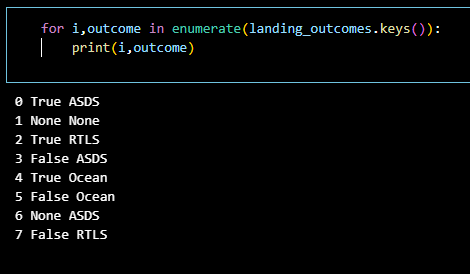 for i,outcome in enumerate(landing_outcomes.keys()):
    print(i,outcome)
0 True ASDS
1 None None
2 True RTLS
3 False ASDS
4 True Ocean
5 False Ocean
6 None ASDS
7 False RTLS